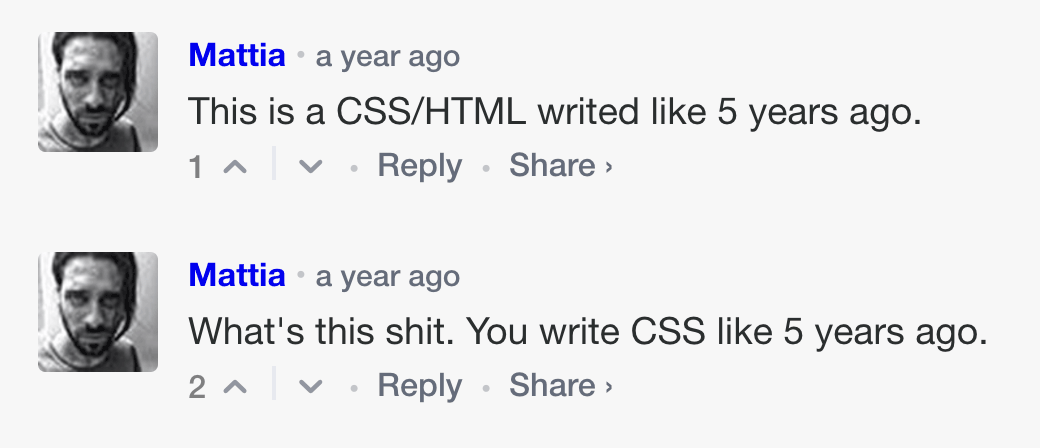 Mattia • a year ago
This is a CSS/HTML writed like 5 years ago.
1 • Reply • Share ›
Mattia • a year ago
What's this shit. You write CSS like 5 years ago.
2 • Reply • Share ›